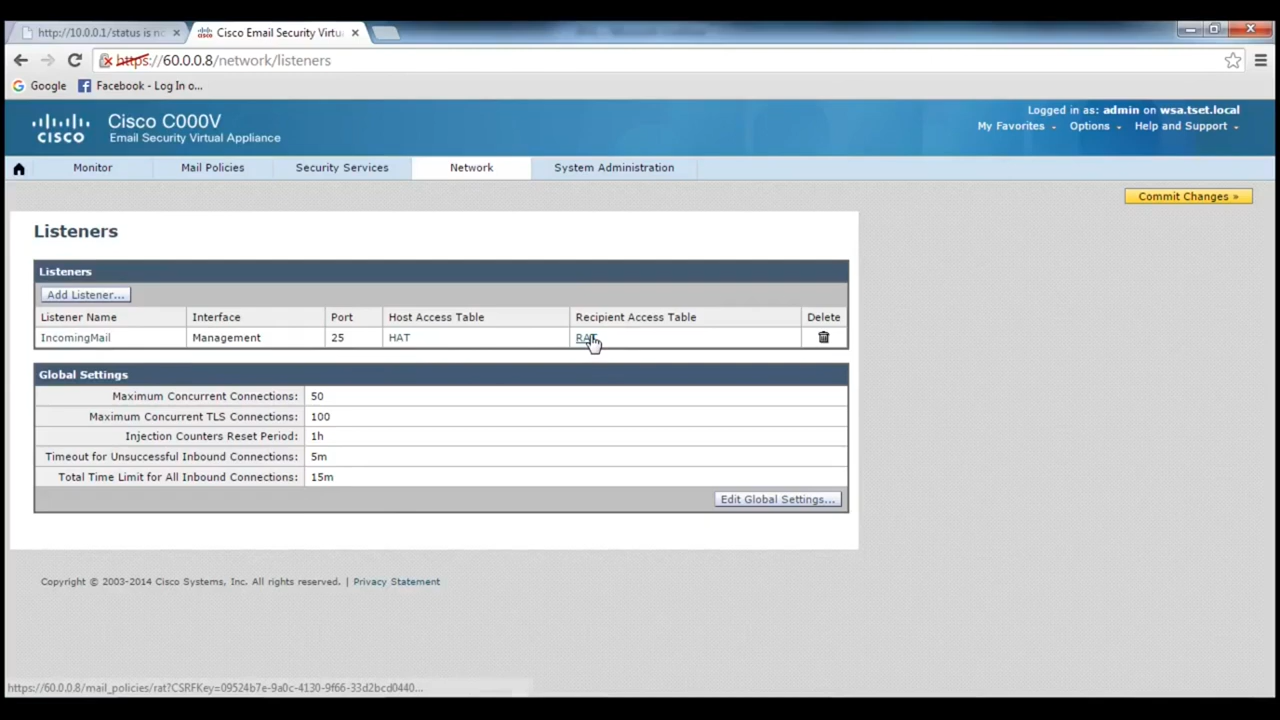 http://10.0.0.1/status is no
Cisco Email Security Virtu
https://60.0.0.8/network/listeners
Google
Facebook - Log In o...
CISCO
Cisco C000V
Email Security Virtual Appliance
Logged in as: admin on wsa.tset.local
My Favorites
Options
Help and Support
Monitor
Mail Policies
Security Services
Network
System Administration
Commit Changes »
Listeners
Listeners
Add Listener...
Listener Name Interface Port Host Access Table Recipient Access Table Delete
IncomingMail Management 25 HAT RAT
Global Settings
Maximum Concurrent Connections: 50
Maximum Concurrent TLS Connections: 100
Injection Counters Reset Period: 1h
Timeout for Unsuccessful Inbound Connections: 5m
Total Time Limit for All Inbound Connections: 15m
Edit Global Settings...
Copyright © 2003-2014 Cisco Systems, Inc. All rights reserved. | Privacy Statement
https://60.0.0.8/mail_policies/rat?CSRFKey=09524b7e-9a0c-4130-9f66-33d2bcd0440...